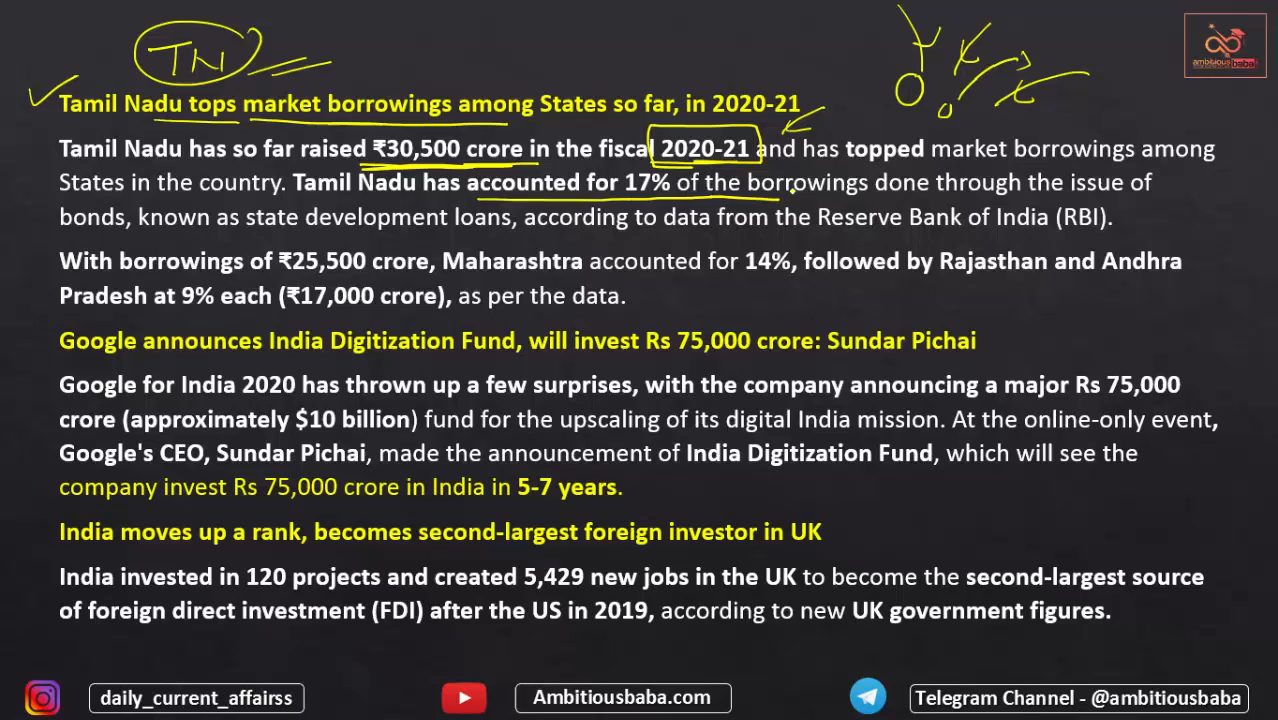 TN
ambitious
baba
Tamil Nadu tops market borrowings among States so far, in 2020-21
Tamil Nadu has so far raised ₹30,500 crore in the fiscal 2020-21 and has topped market borrowings among
States in the country. Tamil Nadu has accounted for 17% of the borrowings done through the issue of
bonds, known as state development loans, according to data from the Reserve Bank of India (RBI).
With borrowings of ₹25,500 crore, Maharashtra accounted for 14%, followed by Rajasthan and Andhra
Pradesh at 9% each (₹17,000 crore), as per the data.
Google announces India Digitization Fund, will invest Rs 75,000 crore: Sundar Pichai
Google for India 2020 has thrown up a few surprises, with the company announcing a major Rs 75,000
crore (approximately $10 billion) fund for the upscaling of its digital India mission. At the online-only event,
Google's CEO, Sundar Pichai, made the announcement of India Digitization Fund, which will see the
company invest Rs 75,000 crore in India in 5-7 years.
India moves up a rank, becomes second-largest foreign investor in UK
India invested in 120 projects and created 5,429 new jobs in the UK to become the second-largest source
of foreign direct investment (FDI) after the US in 2019, according to new UK government figures.
daily_current_affairss
Ambitiousbaba.com
Telegram Channel - @ambitiousbaba